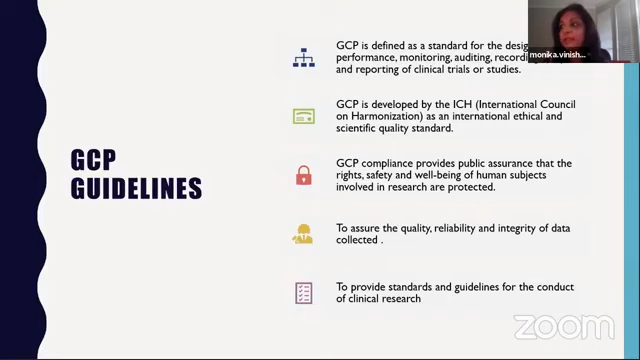 GCP
GUIDELINES
GCP is defined as a standard for the
performance, monitoring, auditing, recording
and reporting of clinical trials or studies.
GCP is developed by the ICH (International Council
on Harmonization) as an international ethical and
scientific quality standard.
GCP compliance provides public assurance that the
rights, safety and well-being of human subjects
involved in research are protected.
To assure the quality, reliability and integrity of data
collected .
To provide standards and guidelines for the conduct
of clinical research
monika.vinish...
zoom